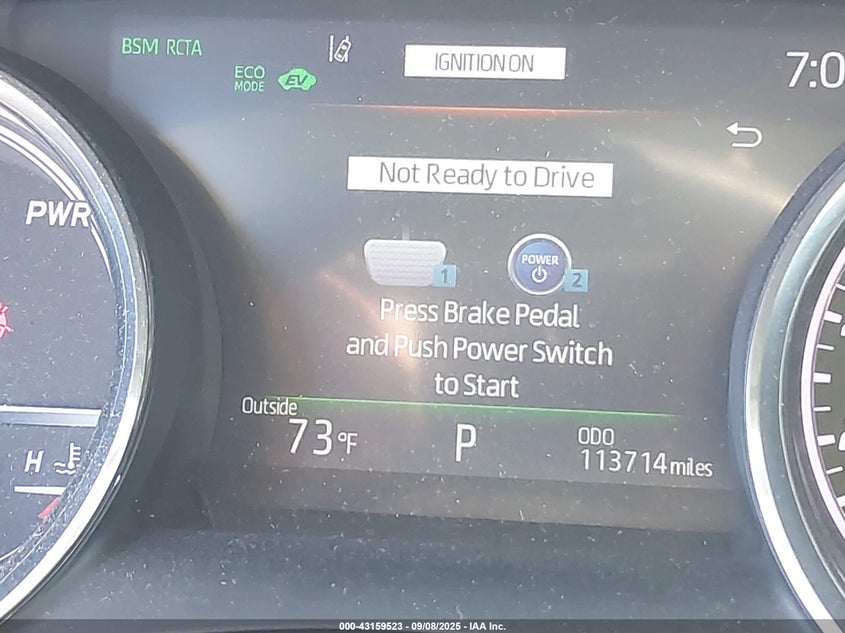 BSM RCTA
IGNITION ON
7:0
ECO
MODE
EV
Not Ready to Drive
PWR
POWER
1
2
Press Brake Pedal
and Push Power Switch
to Start
Outside
73°F
P
ODO
113714 miles
H
000-43159523 - 09/08/2025 - IAA Inc.